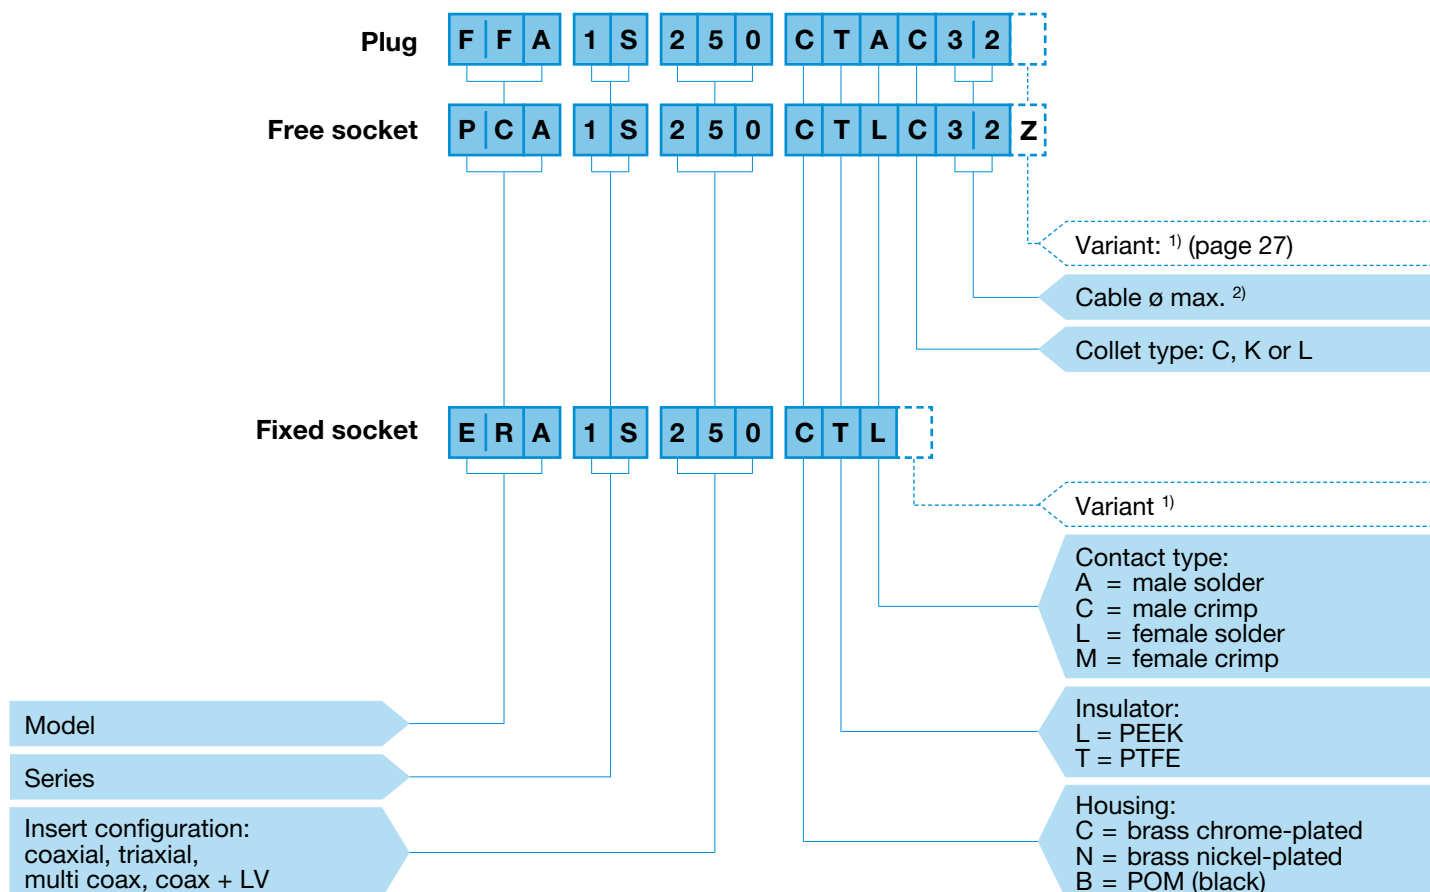 Plug F F A 1 S 2 5 0 C T A C 3 2
Free socket P C A 1 S 2 5 0 C T L C 3 2 Z
Variant: 1) (page 27)
Cable ø max. 2)
Collet type: C, K or L
Fixed socket E R A 1 S 2 5 0 C T L
Variant 1)
Contact type:
A = male solder
C = male crimp
L = female solder
M = female crimp
Insulator:
L = PEEK
T = PTFE
Housing:
C = brass chrome-plated
N = brass nickel-plated
B = POM (black)
Model
Series
Insert configuration:
coaxial, triaxial,
multi coax, coax + LV